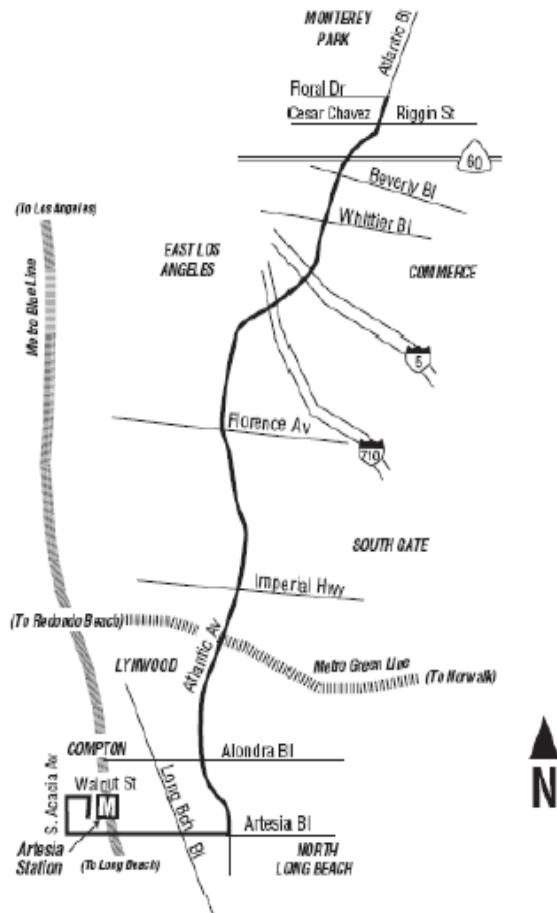 MONTEREY
PARK
Atlantic Bl
Floral Dr
Cesar Chavez
Riggin St
60
Beverly Bl
(To Los Angeles)
Whittier Bl
EAST LOS
ANGELES
COMMERCE
Metro Blue Line
5
Florence Av
710
SOUTH GATE
Imperial Hwy
(To Redondo Beach)
Atlantic Av
LYNWOOD
Metro Green Line
(To Norwalk)
COMPTON
Alondra Bl
S. Acacia Av
Walnut St
M
Long Bch Bl
N
Artesia Bl
Artesia
Station
(To Long Beach)
NORTH
LONG BEACH